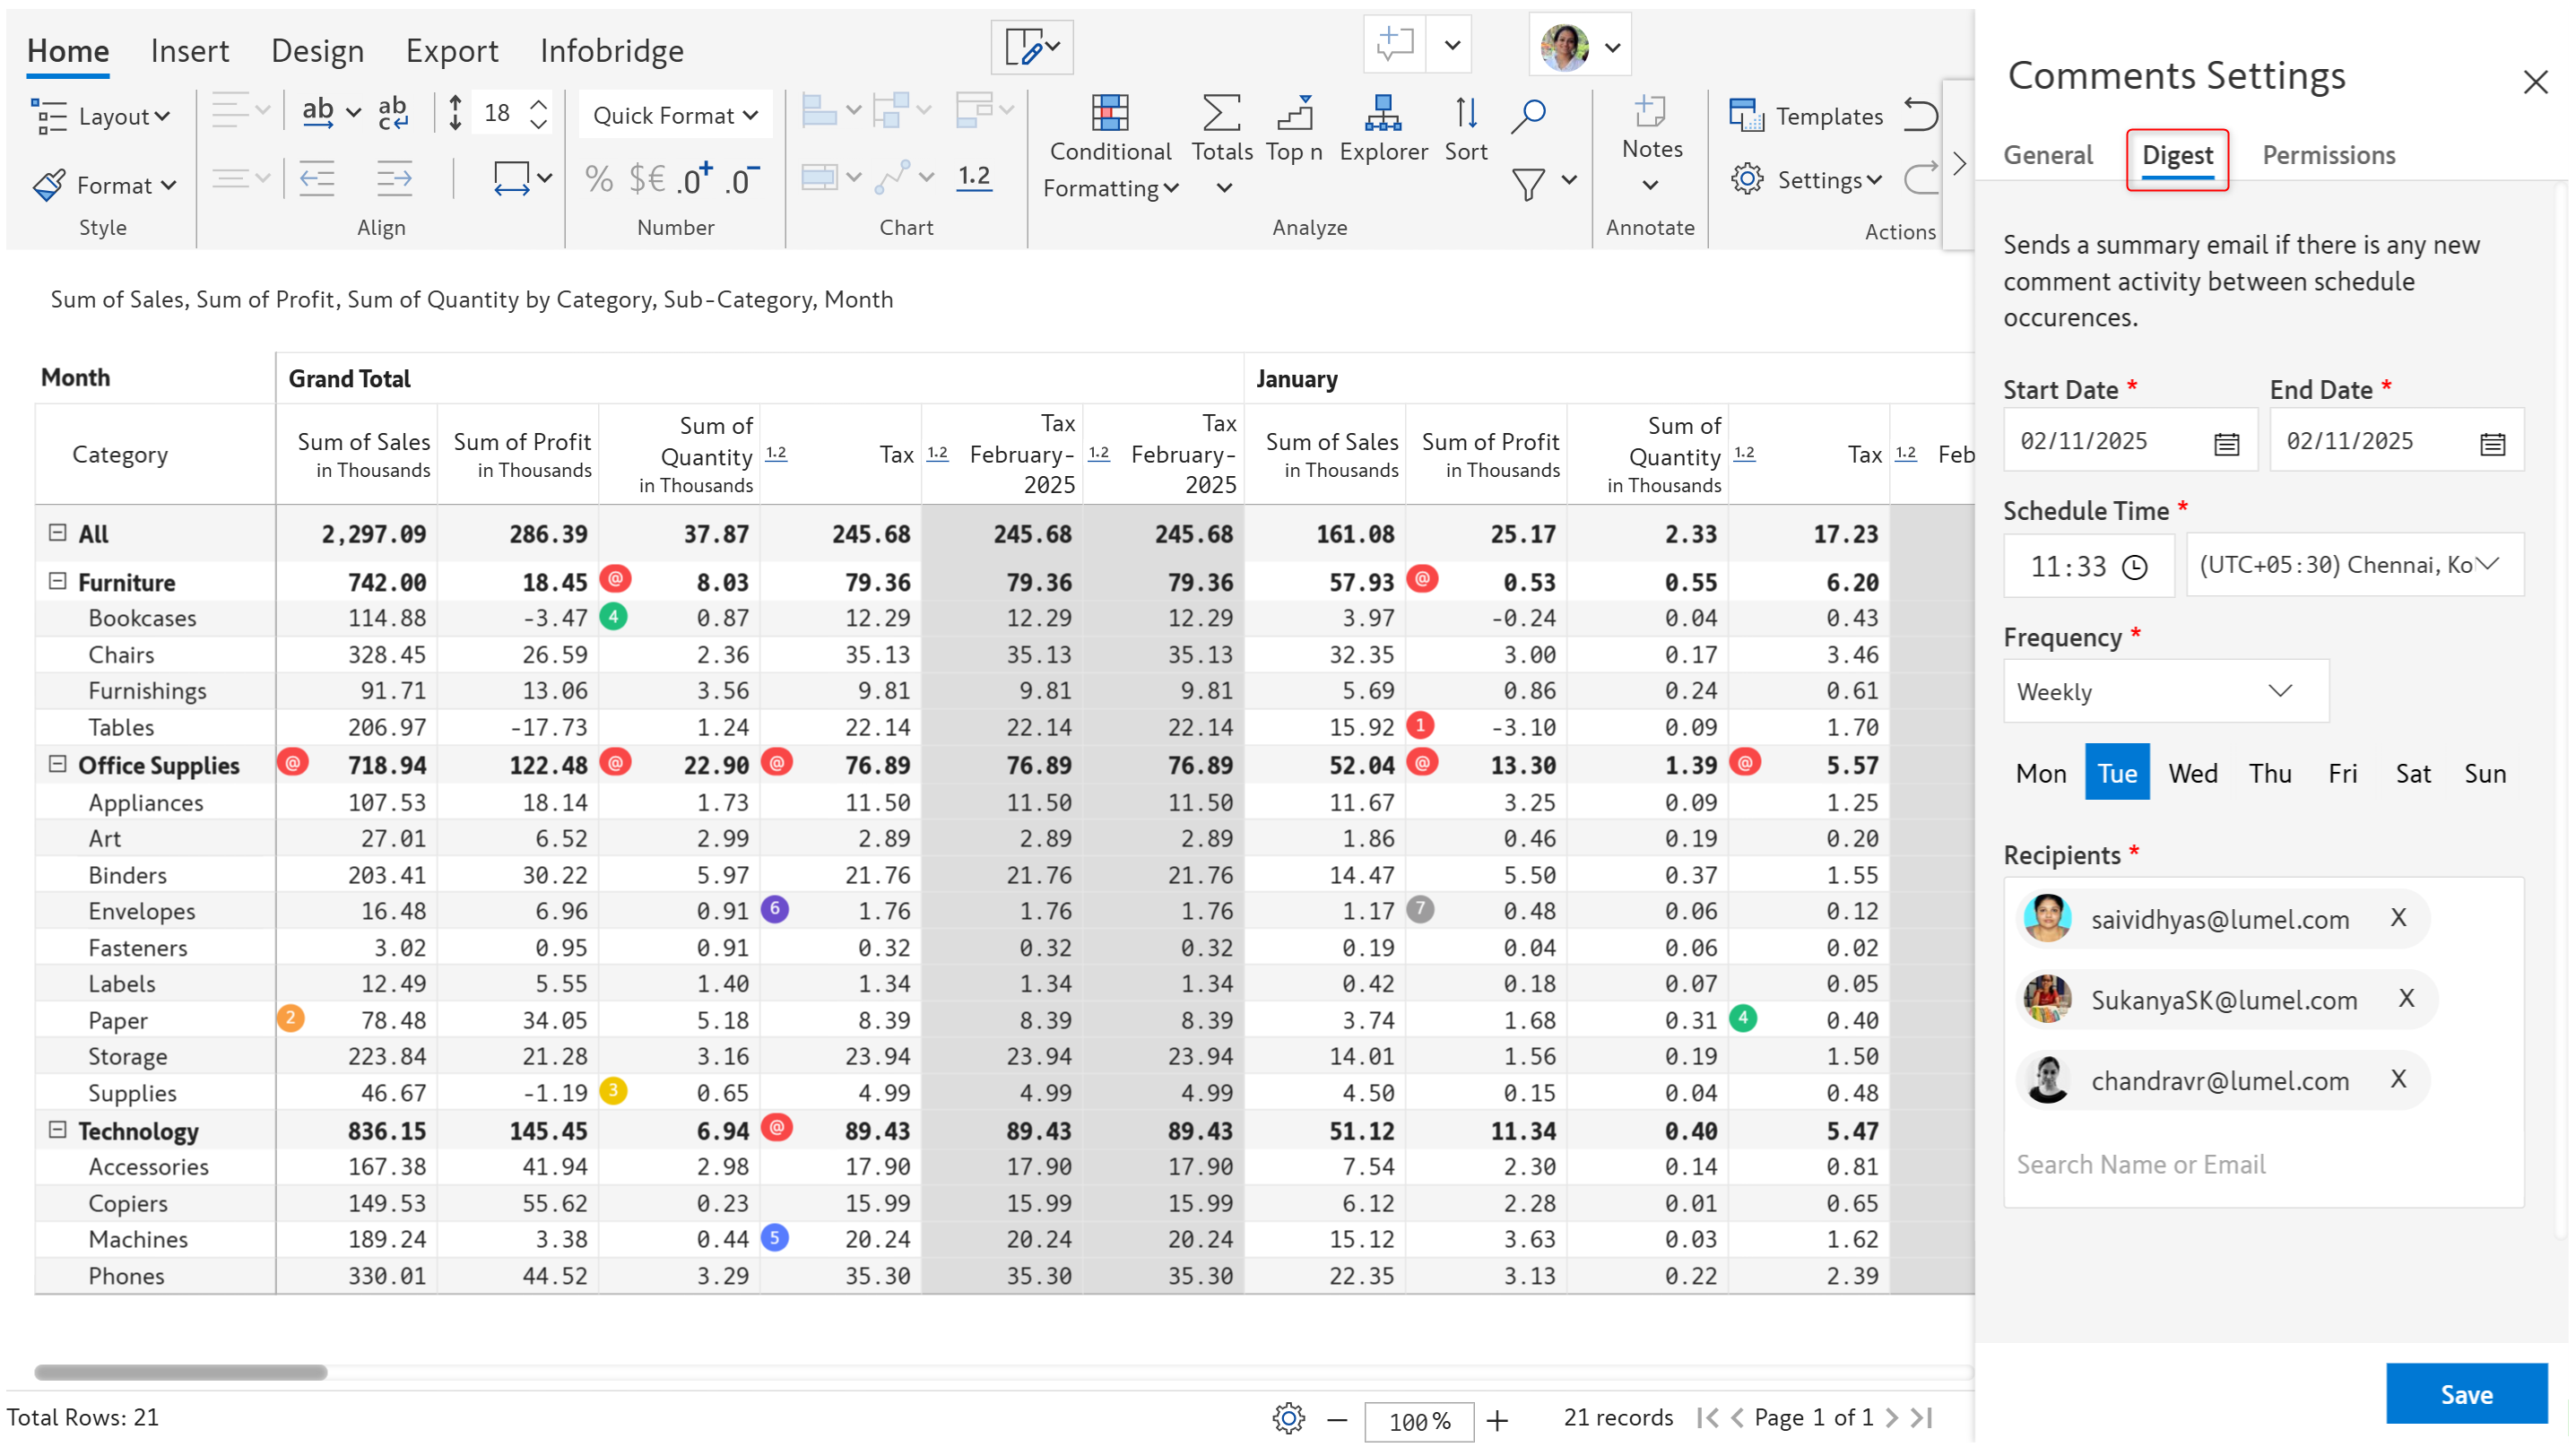 Home Insert Design Export Infobridge
Layout ab ab c 18 Quick Format
Format % $€ .0+ .0− 1.2
Conditional Formatting Totals Top n Explorer Sort Notes Templates
Settings
Style Align Number Chart Analyze Annotate Actions
Sum of Sales, Sum of Profit, Sum of Quantity by Category, Sub-Category, Month
Month Grand Total January
Category Sum of Sales in Thousands Sum of Profit in Thousands Sum of Quantity in Thousands 1.2 Tax 1.2 Tax February-2025 1.2 Tax February-2025 Sum of Sales in Thousands Sum of Profit in Thousands Sum of Quantity in Thousands 1.2 Tax 1.2 Feb
All 2,297.09 286.39 37.87 245.68 245.68 245.68 161.08 25.17 2.33 17.23
Furniture 742.00 18.45 @ 8.03 79.36 79.36 79.36 57.93 @ 0.53 0.55 6.20
Bookcases 114.88 -3.47 4 0.87 12.29 12.29 12.29 3.97 -0.24 0.04 0.43
Chairs 328.45 26.59 2.36 35.13 35.13 35.13 32.35 3.00 0.17 3.46
Furnishings 91.71 13.06 3.56 9.81 9.81 9.81 5.69 0.86 0.24 0.61
Tables 206.97 -17.73 1.24 22.14 22.14 22.14 15.92 1 -3.10 0.09 1.70
Office Supplies @ 718.94 122.48 @ 22.90 @ 76.89 76.89 76.89 52.04 @ 13.30 1.39 @ 5.57
Appliances 107.53 18.14 1.73 11.50 11.50 11.50 11.67 3.25 0.09 1.25
Art 27.01 6.52 2.99 2.89 2.89 2.89 1.86 0.46 0.19 0.20
Binders 203.41 30.22 5.97 21.76 21.76 21.76 14.47 5.50 0.37 1.55
Envelopes 16.48 6.96 0.91 6 1.76 1.76 1.76 1.17 7 0.48 0.06 0.12
Fasteners 3.02 0.95 0.91 0.32 0.32 0.32 0.19 0.04 0.06 0.02
Labels 12.49 5.55 1.40 1.34 1.34 1.34 0.42 0.18 0.07 0.05
Paper 2 78.48 34.05 5.18 8.39 8.39 8.39 3.74 1.68 0.31 4 0.40
Storage 223.84 21.28 3.16 23.94 23.94 23.94 14.01 1.56 0.19 1.50
Supplies 46.67 -1.19 3 0.65 4.99 4.99 4.99 4.50 0.15 0.04 0.48
Technology 836.15 145.45 6.94 @ 89.43 89.43 89.43 51.12 11.34 0.40 5.47
Accessories 167.38 41.94 2.98 17.90 17.90 17.90 7.54 2.30 0.14 0.81
Copiers 149.53 55.62 0.23 15.99 15.99 15.99 6.12 2.28 0.01 0.65
Machines 189.24 3.38 0.44 5 20.24 20.24 20.24 15.12 3.63 0.03 1.62
Phones 330.01 44.52 3.29 35.30 35.30 35.30 22.35 3.13 0.22 2.39
Total Rows: 21 100% 21 records Page 1 of 1
Comments Settings
General Digest Permissions
Sends a summary email if there is any new
comment activity between schedule
occurences.
Start Date * End Date *
02/11/2025 02/11/2025
Schedule Time *
11:33 (UTC+05:30) Chennai, Ko
Frequency *
Weekly
Mon Tue Wed Thu Fri Sat Sun
Recipients *
saividhyas@lumel.com X
SukanyaSK@lumel.com X
chandravr@lumel.com X
Search Name or Email
Save